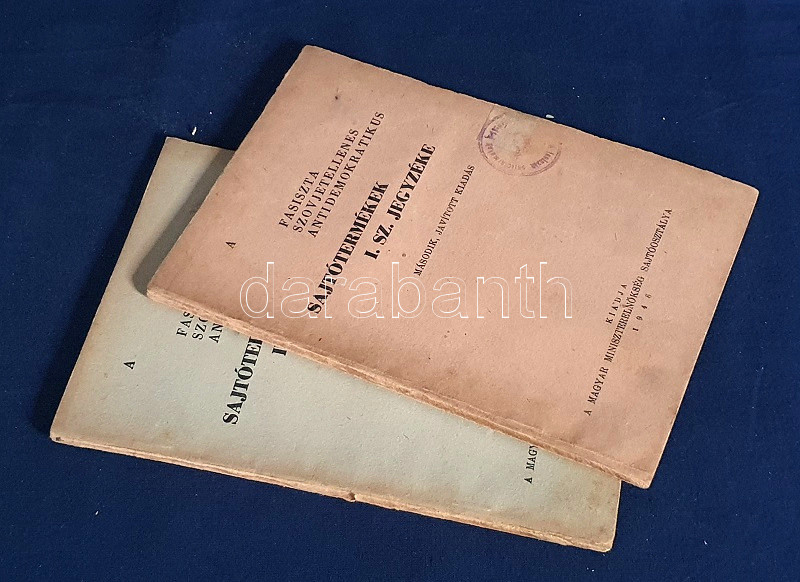 A
FASISZTA
SZOVJETELLENES
ANTIDEMOKRATIKUS
SAJTÓTERMÉKEK
I. SZ. JEGYZÉKE
MÁSODIK, JAVÍTOTT KIADÁS
KIADJA
A MAGYAR MINISZTERELNÖKSÉG SAJTÓOSZTÁLYA
1946
A
FAS
SZO
AN
SAJTÓTE
I
A MAGY
darabanth